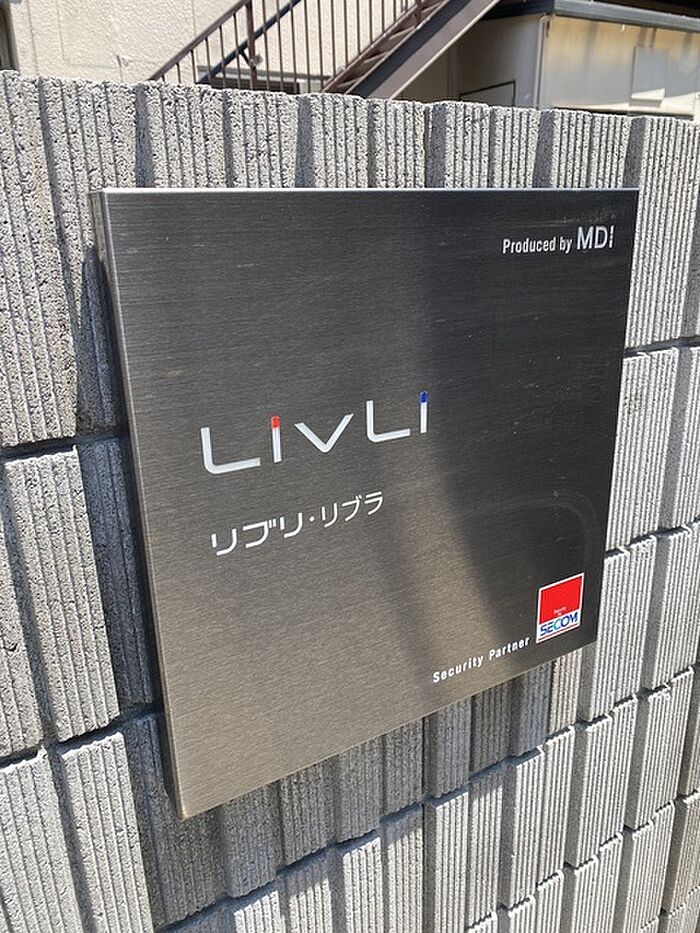 Produced by MDI
LivLi
リブリ・リブラ
Security Partner
SECOM